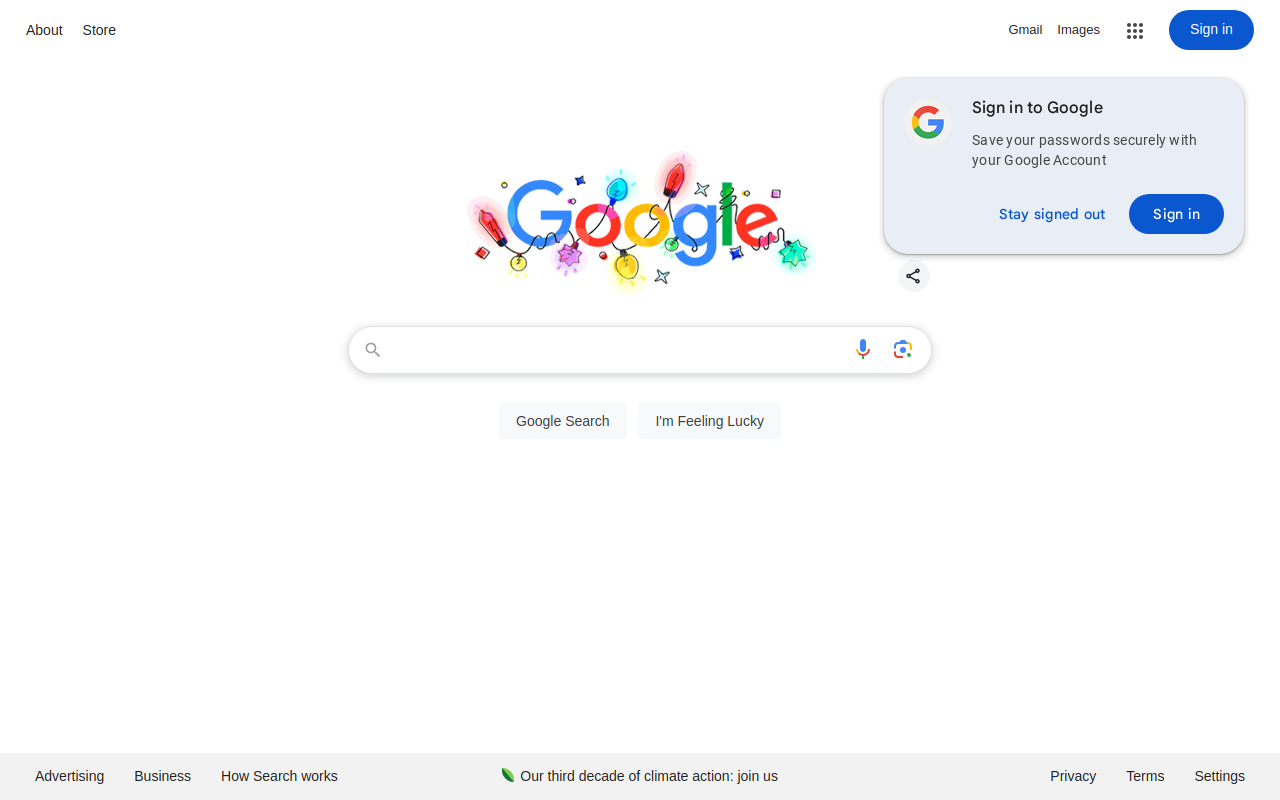 About Store
Gmail Images Sign in
Sign in to Google
Save your passwords securely with
your Google Account
Stay signed out Sign in
Google
Google Search I'm Feeling Lucky
Advertising Business How Search works
Our third decade of climate action: join us
Privacy Terms Settings